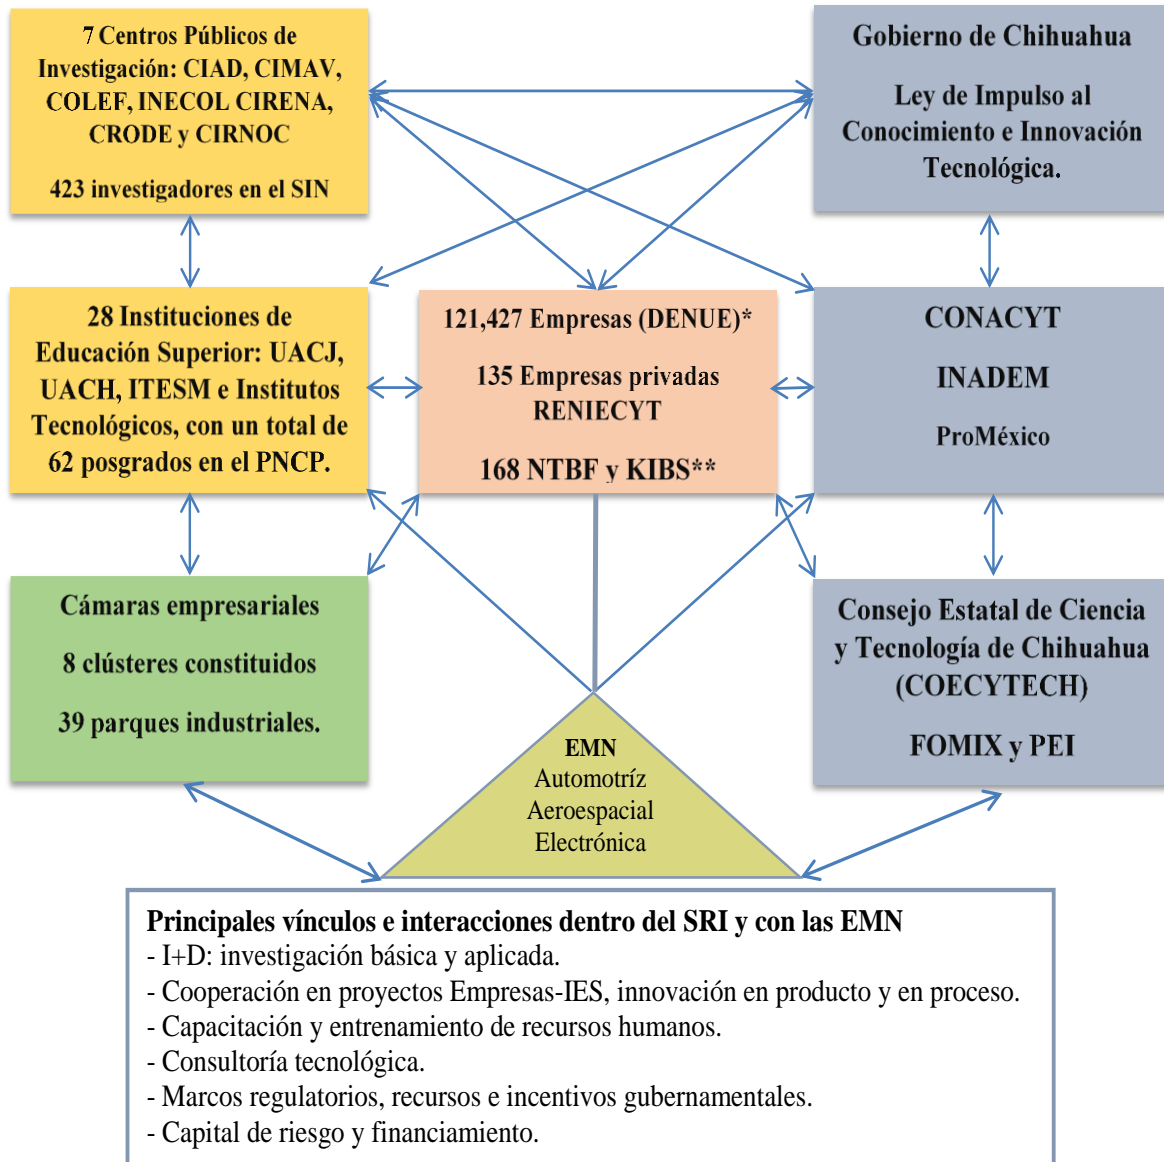 7 Centros Públicos de
Investigación: CIAD, CIMAV,
COLEF, INECOL CIRENA,
CRODE y CIRNOC
423 investigadores en el SIN
Gobierno de Chihuahua
Ley de Impulso al
Conocimiento e Innovación
Tecnológica.
28 Instituciones de
Educación Superior: UACJ,
UACH, ITESM e Institutos
Tecnológicos, con un total de
62 posgrados en el PNCP.
121,427 Empresas (DENUE)*
135 Empresas privadas
RENIECYT
168 NTBF y KIBS**
CONACYT
INADEM
ProMéxico
Cámaras empresariales
8 clústeres constituidos
39 parques industriales.
Consejo Estatal de Ciencia
y Tecnología de Chihuahua
(COECYTECH)
FOMIX y PEI
EMN
Automotríz
Aeroespacial
Electrónica
Principales vínculos e interacciones dentro del SRI y con las EMN
- I+D: investigación básica y aplicada.
- Cooperación en proyectos Empresas-IES, innovación en producto y en proceso.
- Capacitación y entrenamiento de recursos humanos.
- Consultoría tecnológica.
- Marcos regulatorios, recursos e incentivos gubernamentales.
- Capital de riesgo y financiamiento.